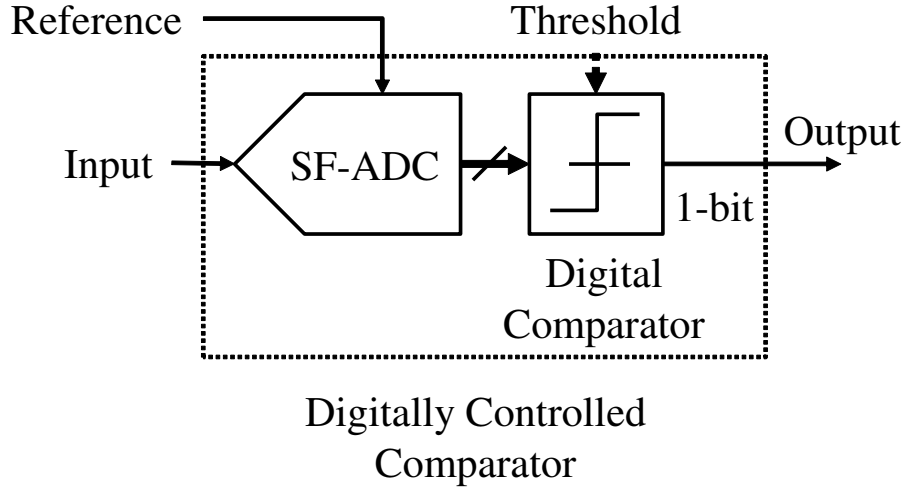 Reference
Threshold
Input
SF-ADC
Output
1-bit
Digital
Comparator
Digitally Controlled
Comparator